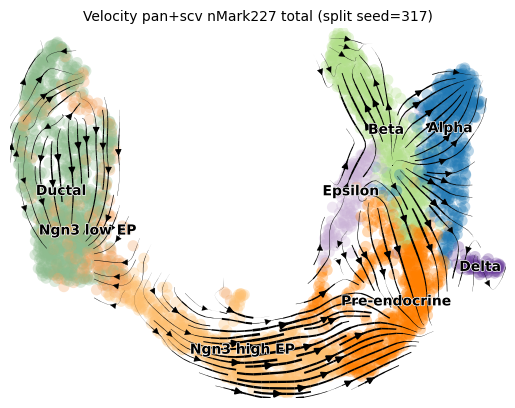 Velocity pan+scv nMark227 total (split seed=317)
Beta
Alpha
Ductal
Epsilon
Ngn3 low EP
Delta
Pre-endocrine
Ngn3 high EP